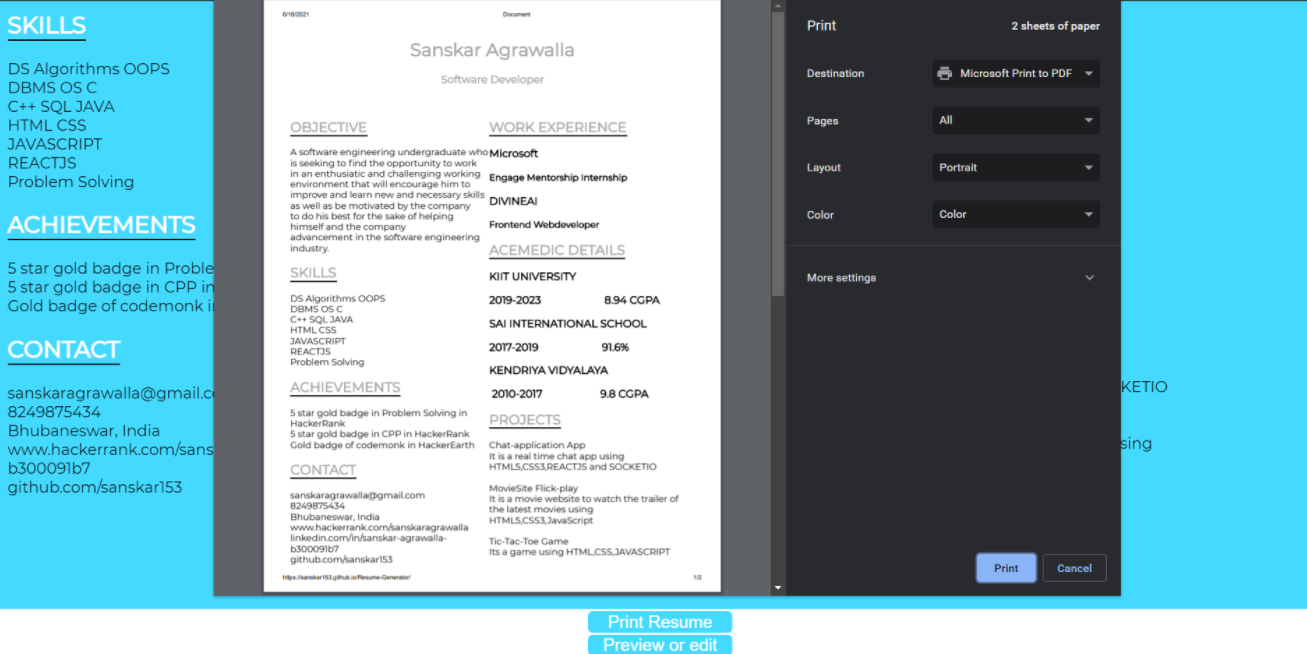 SKILLS
DS Algorithms OOPS
DBMS OS C
C++ SQL JAVA
HTML CSS
JAVASCRIPT
REACTJS
Problem Solving
ACHIEVEMENTS
5 star gold badge in Proble
5 star gold badge in CPP in
Gold badge of codemonk i
CONTACT
sanskaragrawalla@gmail.c
8249875434
Bhubaneswar, India
www.hackerrank.com/sans
b300091b7
github.com/sanskar153
6/18/2021 Document
Sanskar Agrawalla
Software Developer
OBJECTIVE
A software engineering undergraduate who
is seeking to find the opportunity to work
in an enthusiatic and challenging working
environment that will encourage him to
improve and learn new and necessary skills
as well as be motivated by the company
to do his best for the sake of helping
himself and the company
advancement in the software engineering
industry.
SKILLS
DS Algorithms OOPS
DBMS OS C
C++ SQL JAVA
HTML CSS
JAVASCRIPT
REACTJS
Problem Solving
ACHIEVEMENTS
5 star gold badge in Problem Solving in
HackerRank
5 star gold badge in CPP in HackerRank
Gold badge of codemonk in HackerEarth
CONTACT
sanskaragrawalla@gmail.com
8249875434
Bhubaneswar, India
www.hackerrank.com/sanskaragrawalla
linkedin.com/in/sanskar-agrawalla-
b300091b7
github.com/sanskar153
WORK EXPERIENCE
Microsoft
Engage Mentorship Internship
DIVINEAI
Frontend Webdeveloper
ACEMEDIC DETAILS
KIIT UNIVERSITY
2019-2023 8.94 CGPA
SAI INTERNATIONAL SCHOOL
2017-2019 91.6%
KENDRIYA VIDYALAYA
2010-2017 9.8 CGPA
PROJECTS
Chat-application App
It is a real time chat app using
HTML5,CSS3,REACTJS and SOCKETIO
MovieSite Flick-play
It is a movie website to watch the trailer of
the latest movies using
HTML5,CSS3,JavaScript
Tic-Tac-Toe Game
Its a game using HTML,CSS,JAVASCRIPT
https://sanskar153.github.io/Resume-Generator/ 1/2
Print 2 sheets of paper
Destination Microsoft Print to PDF
Pages All
Layout Portrait
Color Color
More settings
Print Cancel
KETIO
sing
Print Resume
Preview or edit